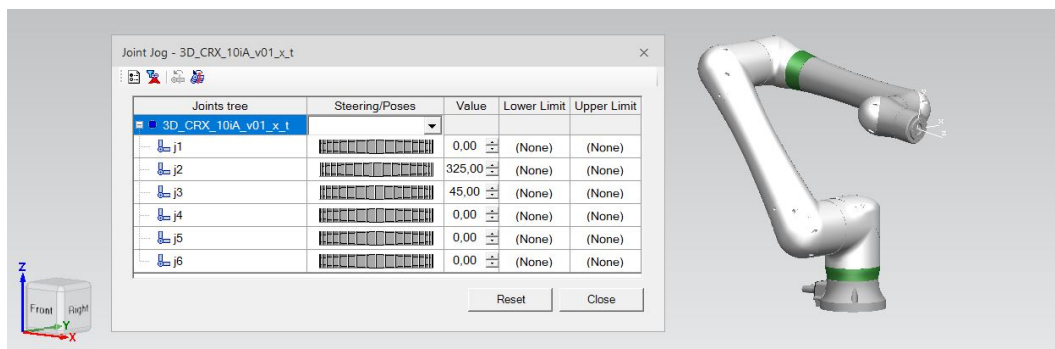 Joint Jog - 3D_CRX_10iA_v01_x_t
Joints tree Steering/Poses Value Lower Limit Upper Limit
3D_CRX_10iA_v01_x_t
j1 0,00 (None) (None)
j2 325,00 (None) (None)
j3 45,00 (None) (None)
j4 0,00 (None) (None)
j5 0,00 (None) (None)
j6 0,00 (None) (None)
Reset Close
Z
Front Right
Y
X
X
Z